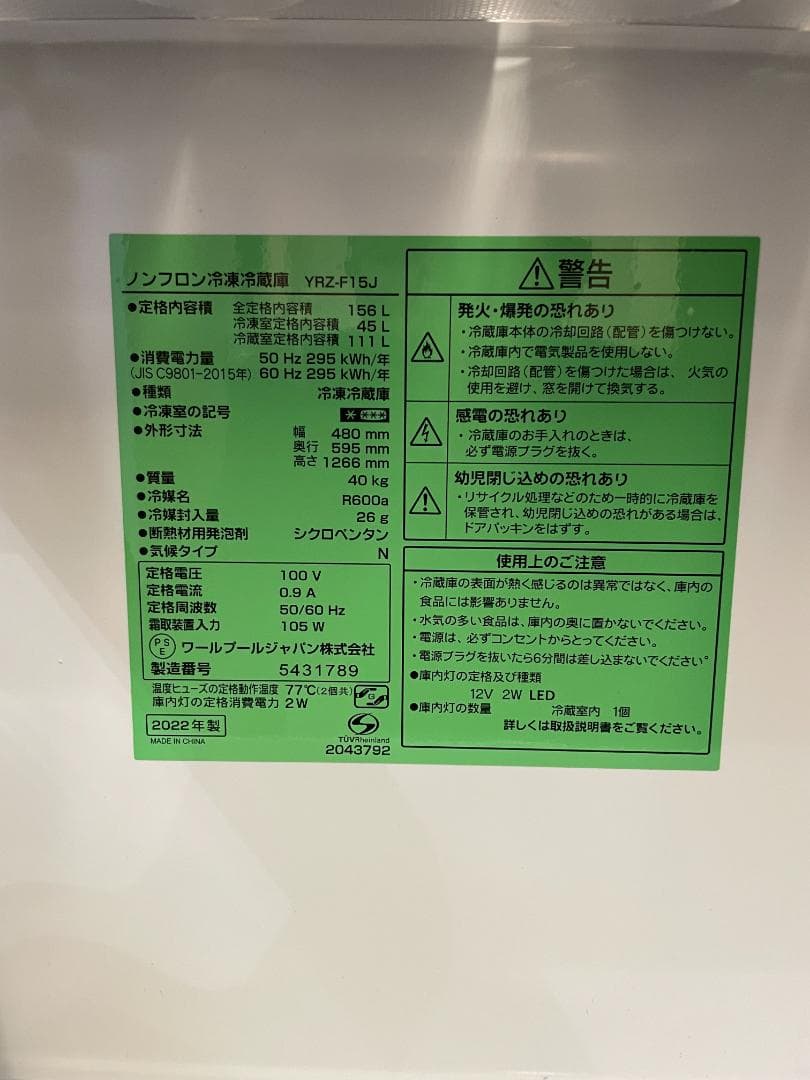 ノンフロン冷凍冷蔵庫 YRZ-F15J
●定格内容積 全定格内容積 156 L
冷凍室定格内容積 45 L
冷蔵室定格内容積 111 L
●消費電力量 50 Hz 295 kWh/年
(JIS C9801-2015年) 60 Hz 295 kWh/年
●種類 冷凍冷蔵庫
●冷凍室の記号
●外形寸法 幅 480 mm
奥行 595 mm
高さ 1266 mm
●質量 40 kg
●冷媒名 R600a
●冷媒封入量 26 g
●断熱材用発泡剤 シクロペンタン
●気候タイプ N
定格電圧 100 V
定格電流 0.9 A
定格周波数 50/60 Hz
霜取装置入力 105 W
PSE ワールプールジャパン株式会社
製造番号 5431789
温度ヒューズの定格動作温度 77℃(2個共)
庫内灯の定格消費電力 2 W
G
2022年製
MADE IN CHINA
TÜVRheinland
2043792
警告
発火・爆発の恐れあり
・冷蔵庫本体の冷却回路(配管)を傷つけない。
・冷蔵庫内で電気製品を使用しない。
・冷却回路(配管)を傷つけた場合は、火気の
使用を避け、窓を開けて換気する。
感電の恐れあり
・冷蔵庫のお手入れのときは、
必ず電源プラグを抜く。
幼児閉じ込めの恐れあり
・リサイクル処理などのため一時的に冷蔵庫を
保管され、幼児閉じ込めの恐れがある場合は、
ドアパッキンをはずす。
使用上のご注意
・冷蔵庫の表面が熱く感じるのは異常ではなく、庫内の
食品には影響ありません。
・水気の多い食品は、庫内の奥に置かないでください。
・電源は、必ずコンセントからとってください。
・電源プラグを抜いたら6分間は差し込まないでください。
●庫内灯の定格及び種類
12V 2W LED
●庫内灯の数量 冷蔵室内 1個
詳しくは取扱説明書をご覧ください。